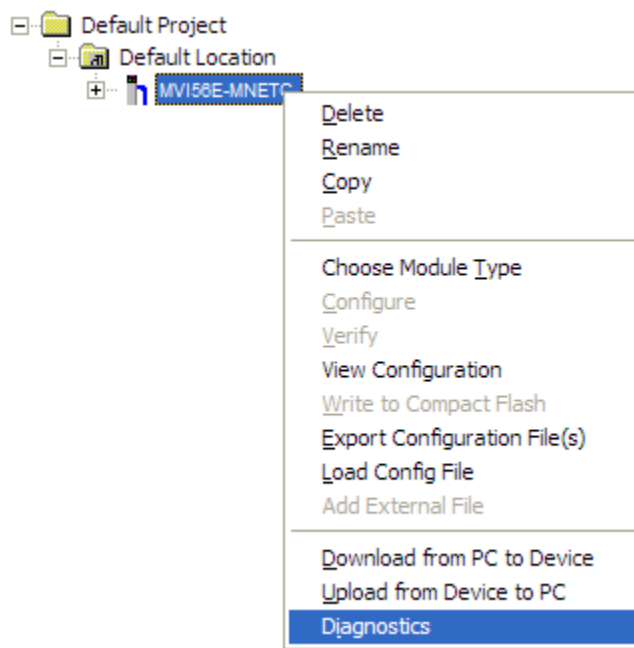 Default Project
Default Location
MVI56E-MNETC
Delete
Rename
Copy
Paste
Choose Module Type
Configure
Verify
View Configuration
Write to Compact Flash
Export Configuration File(s)
Load Config File
Add External File
Download from PC to Device
Upload from Device to PC
Diagnostics